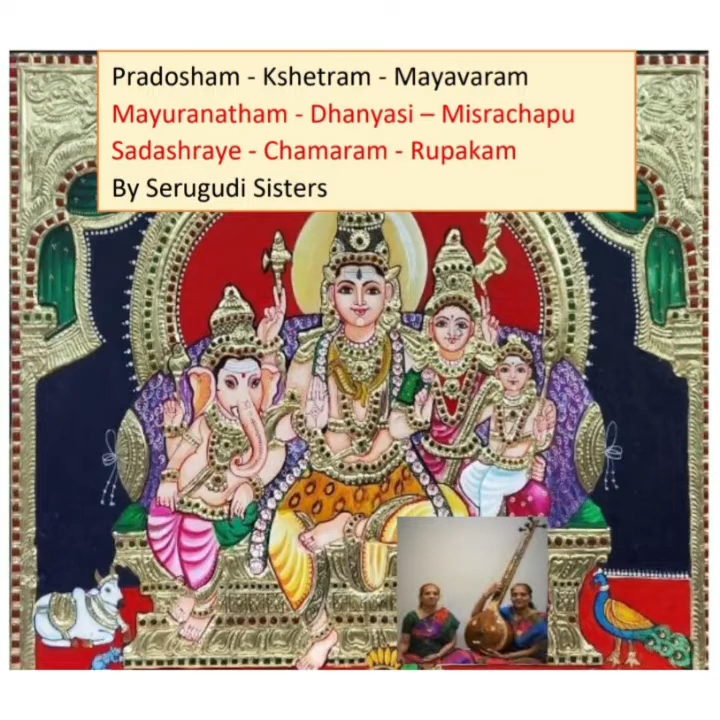 Pradosham - Kshetram - Mayavaram
Mayuranatham - Dhanyasi – Misrachapu
Sadashraye - Chamaram - Rupakam
By Serugudi Sisters